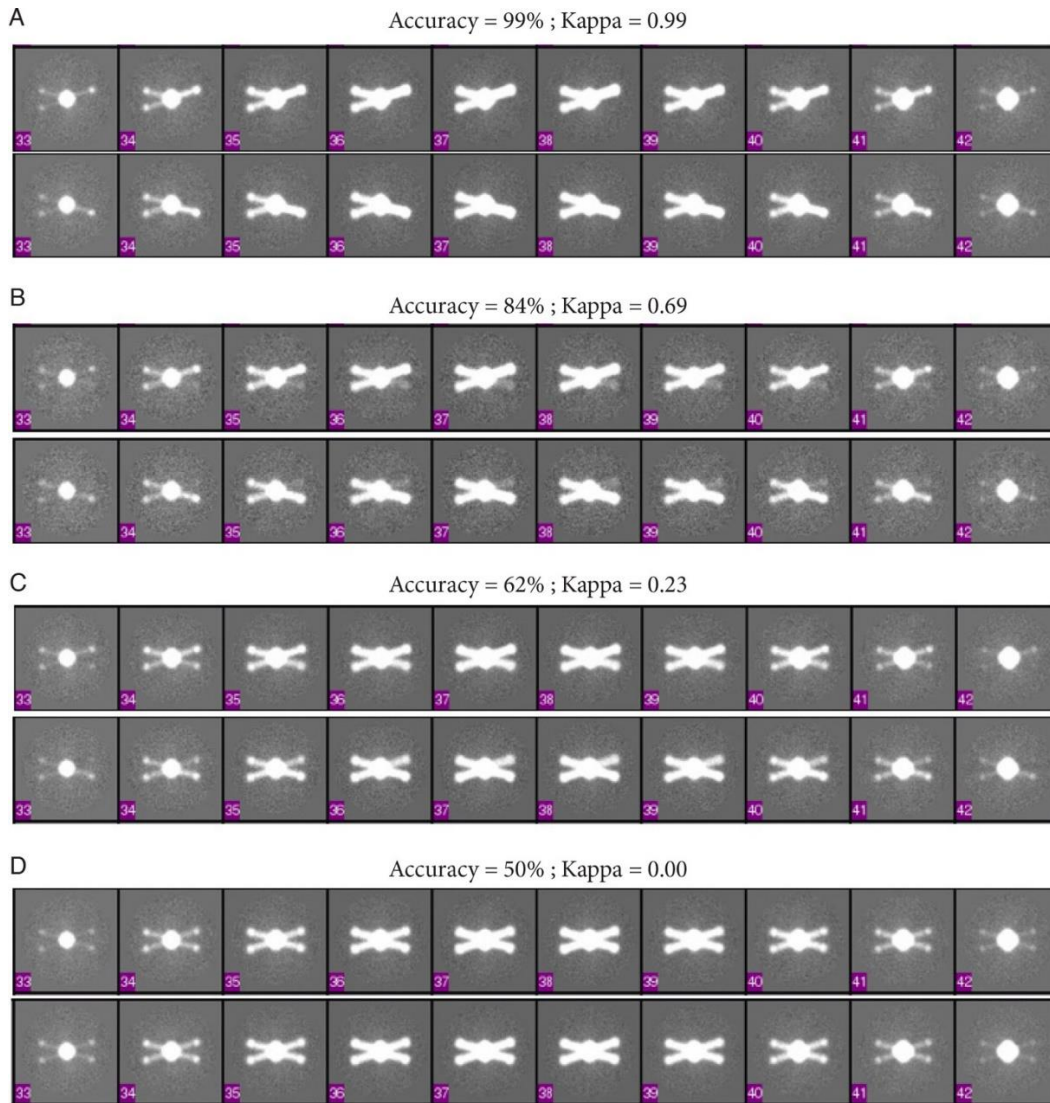 A
Accuracy = 99% ; Kappa = 0.99
33 34 35 36 37 38 39 40 41 42
33 34 35 36 37 38 39 40 41 42
B
Accuracy = 84% ; Kappa = 0.69
33 34 35 36 37 38 39 40 41 42
33 34 35 36 37 38 39 40 41 42
C
Accuracy = 62% ; Kappa = 0.23
33 34 35 36 37 38 39 40 41 42
33 34 35 36 37 38 39 40 41 42
D
Accuracy = 50% ; Kappa = 0.00
33 34 35 36 37 38 39 40 41 42
33 34 35 36 37 38 39 40 41 42